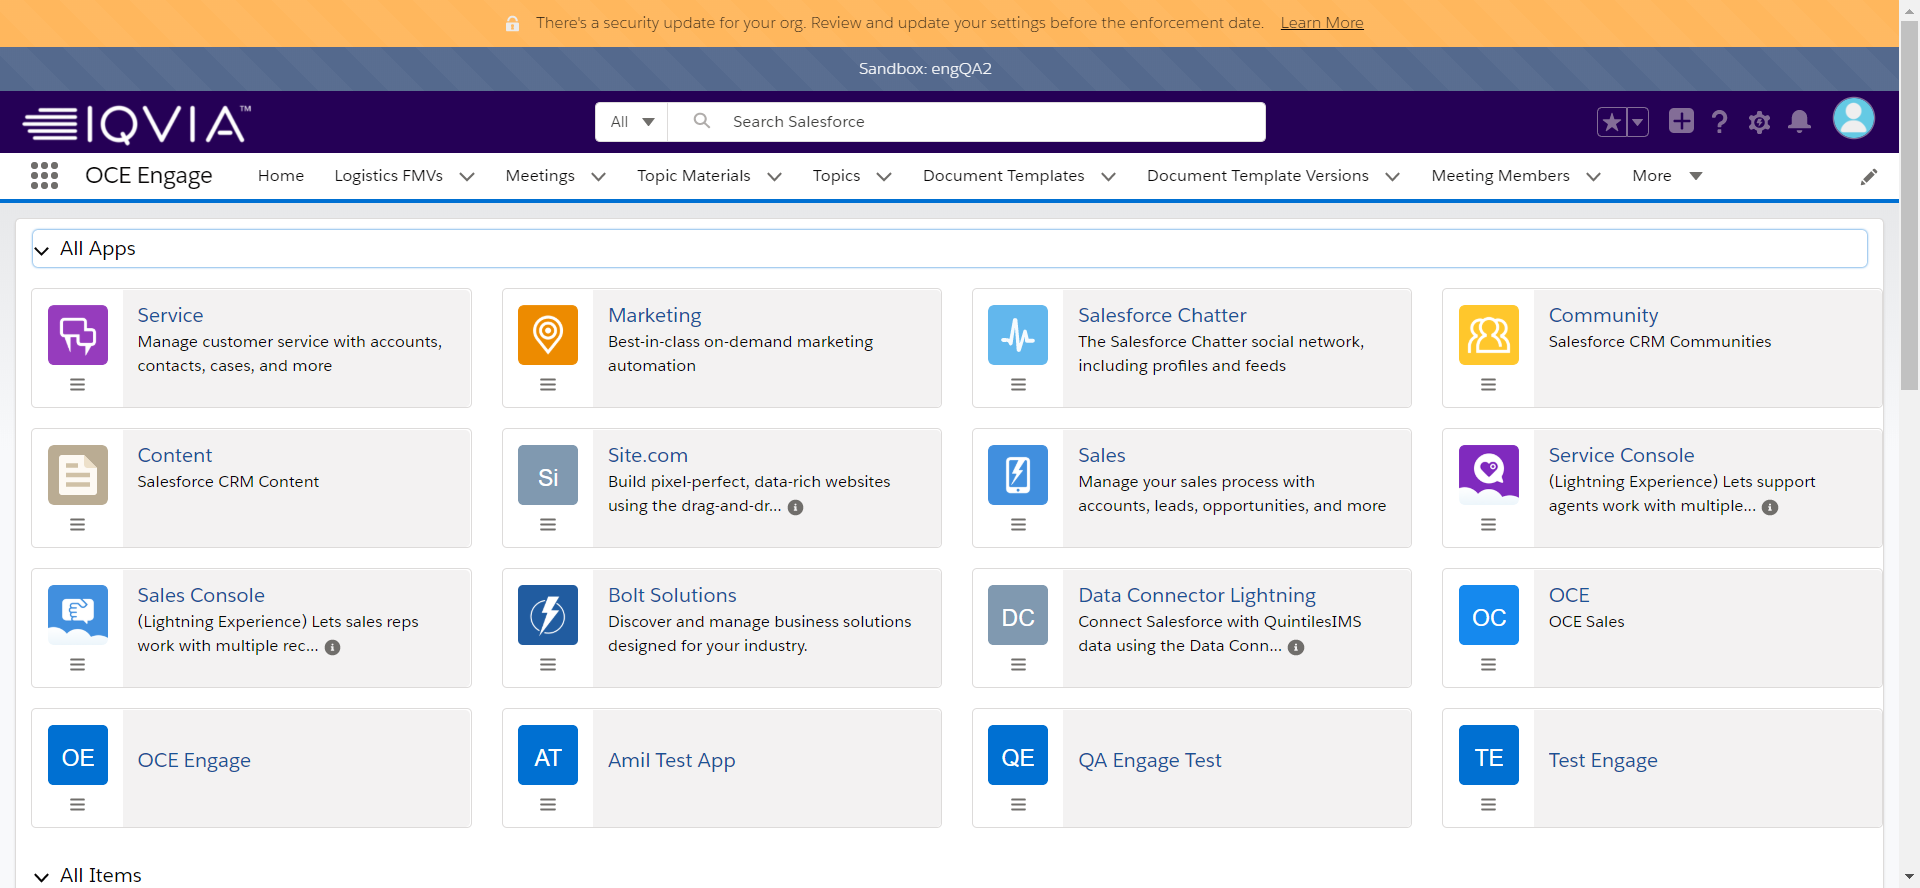 There's a security update for your org. Review and update your settings before the enforcement date. Learn More
Sandbox: engQA2
IQVIA™
All
Search Salesforce
OCE Engage
Home
Logistics FMVs
Meetings
Topic Materials
Topics
Document Templates
Document Template Versions
Meeting Members
More
All Apps
Service
Manage customer service with accounts,
contacts, cases, and more
Marketing
Best-in-class on-demand marketing
automation
Salesforce Chatter
The Salesforce Chatter social network,
including profiles and feeds
Community
Salesforce CRM Communities
Content
Salesforce CRM Content
Si
Site.com
Build pixel-perfect, data-rich websites
using the drag-and-dr...
Sales
Manage your sales process with
accounts, leads, opportunities, and more
Service Console
(Lightning Experience) Lets support
agents work with multiple...
Sales Console
(Lightning Experience) Lets sales reps
work with multiple rec...
Bolt Solutions
Discover and manage business solutions
designed for your industry.
DC
Data Connector Lightning
Connect Salesforce with QuintilesIMS
data using the Data Conn...
OC
OCE
OCE Sales
OE
OCE Engage
AT
Amil Test App
QE
QA Engage Test
TE
Test Engage
All Items